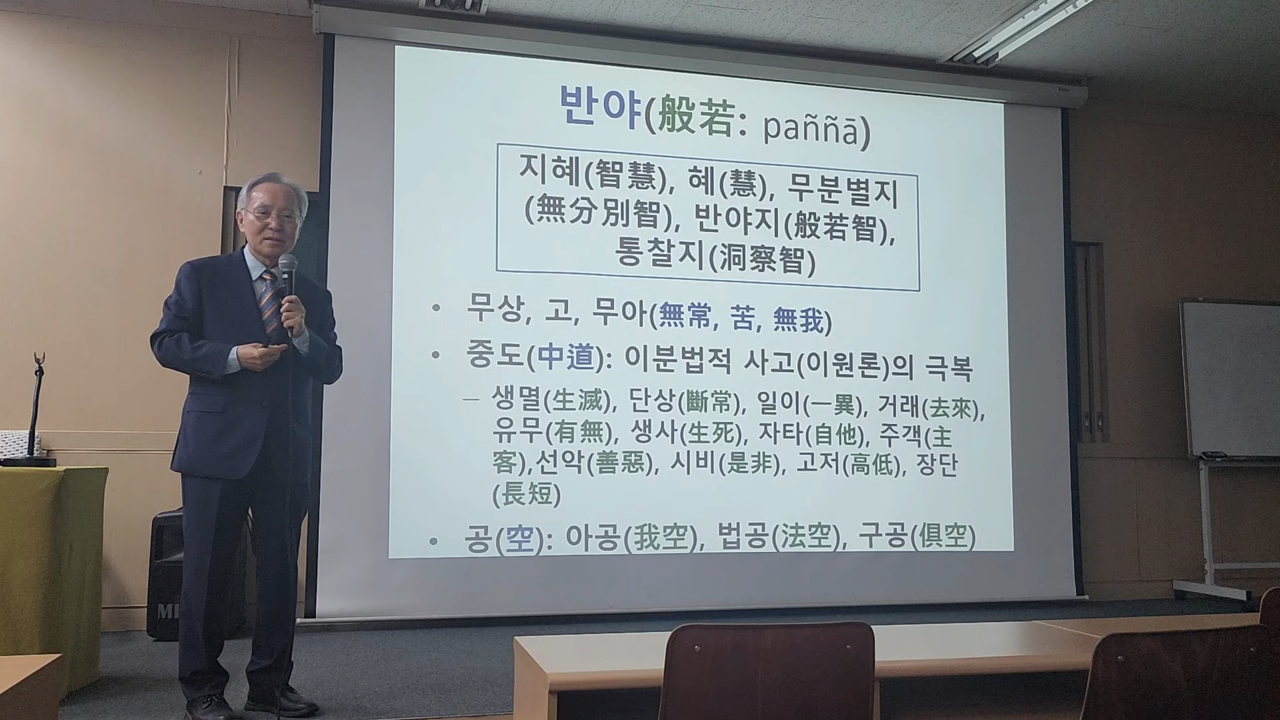 반야(般若: paññā)
지혜(智慧), 혜(慧), 무분별지
(無分別智), 반야지(般若智),
통찰지(洞察智)
• 무상, 고, 무아(無常, 苦, 無我)
• 중도(中道): 이분법적 사고(이원론)의 극복
– 생멸(生滅), 단상(斷常), 일이(一異), 거래(去來),
유무(有無), 생사(生死), 자타(自他), 주객(主
客),선악(善惡), 시비(是非), 고저(高低), 장단
(長短)
• 공(空): 아공(我空), 법공(法空), 구공(俱空)